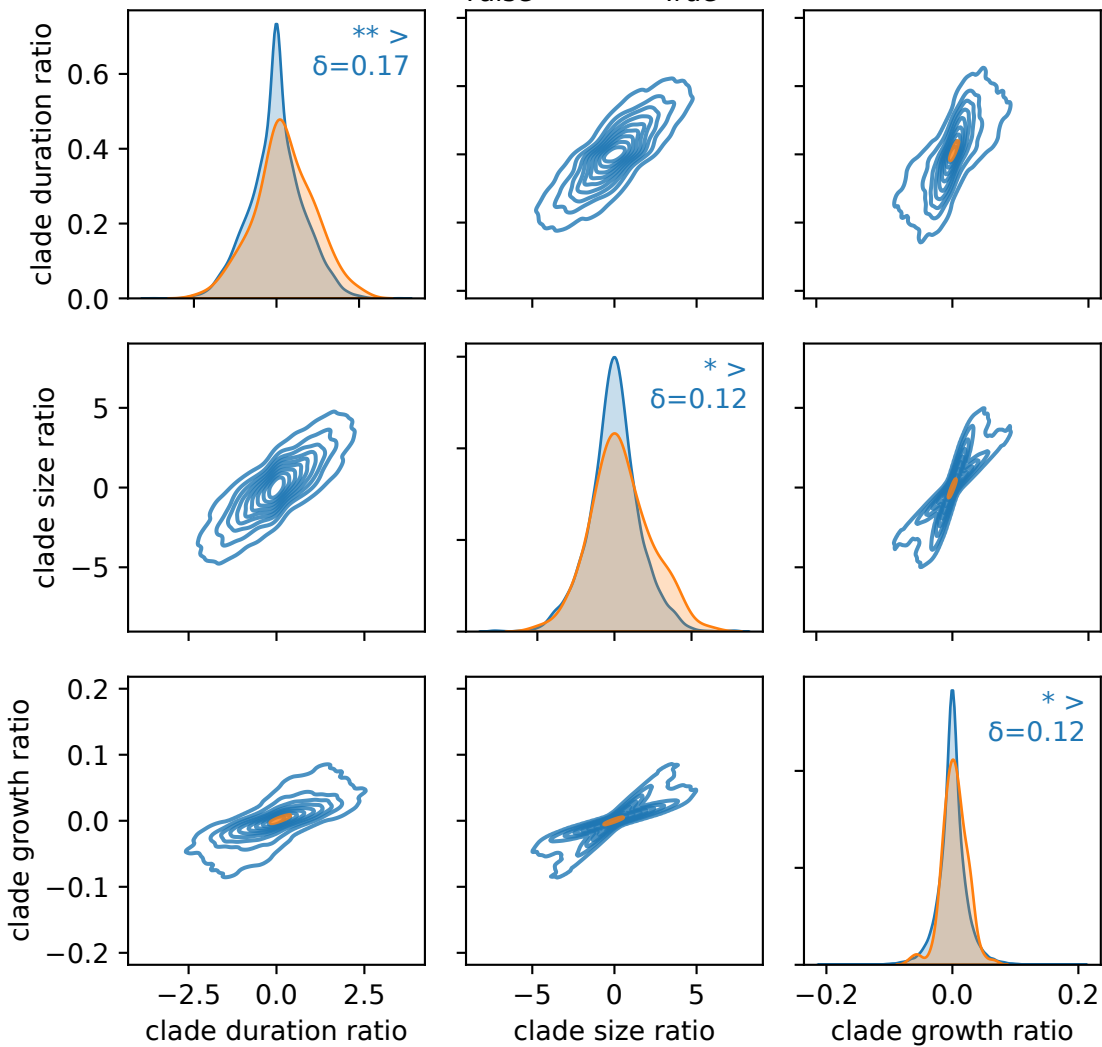 ** >
δ=0.17
clade duration ratio
0.6
0.4
0.2
0.0
* >
δ=0.12
clade size ratio
5
0
−5
* >
δ=0.12
clade growth ratio
0.2
0.1
0.0
−0.1
−0.2
−2.5 0.0 2.5
−5 0 5
−0.2 0.0 0.2
clade duration ratio
clade size ratio
clade growth ratio